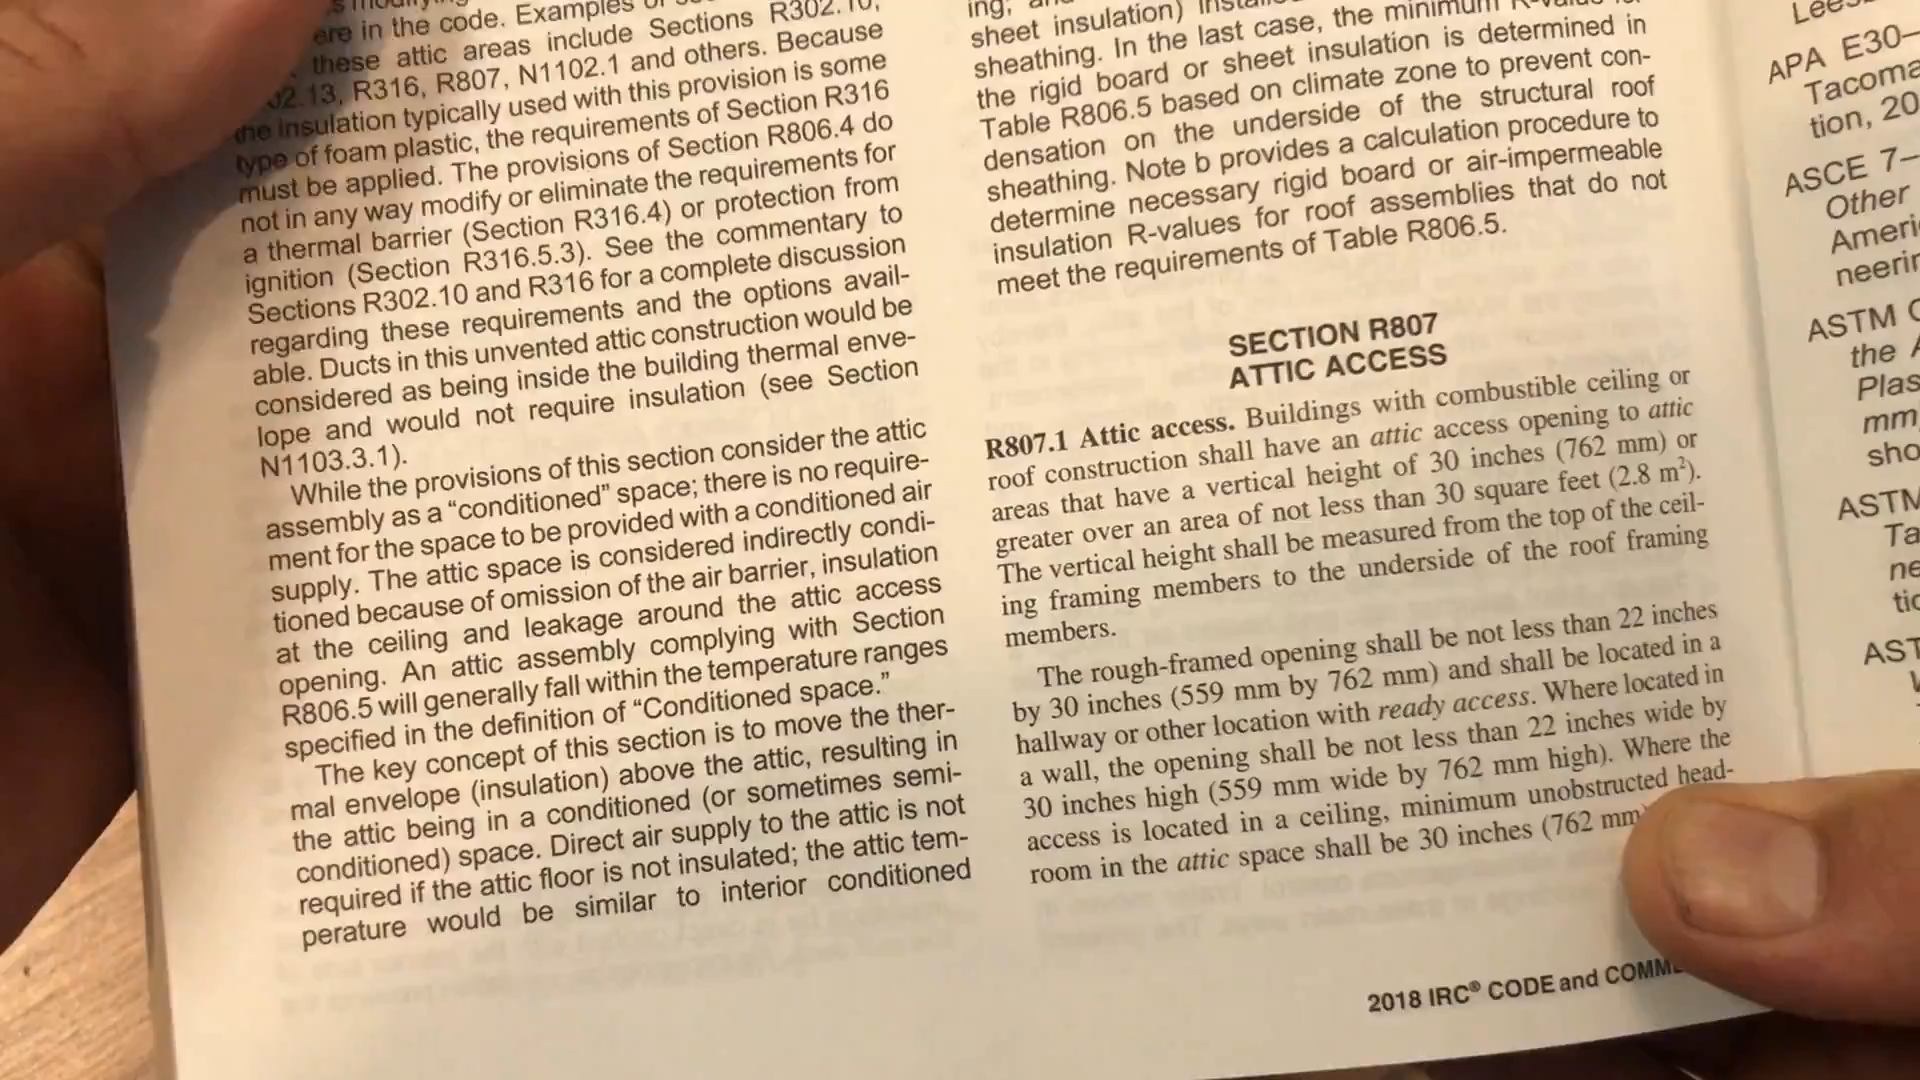 ere in the code. Examples of
these attic areas include Sections R302.10,
02.13, R316, R807, N1102.1 and others. Because
the insulation typically used with this provision is some
type of foam plastic, the requirements of Section R316
must be applied. The provisions of Section R806.4 do
not in any way modify or eliminate the requirements for
a thermal barrier (Section R316.4) or protection from
ignition (Section R316.5.3). See the commentary to
Sections R302.10 and R316 for a complete discussion
regarding these requirements and the options avail-
able. Ducts in this unvented attic construction would be
considered as being inside the building thermal enve-
lope and would not require insulation (see Section
N1103.3.1).
While the provisions of this section consider the attic
assembly as a “conditioned” space; there is no require-
ment for the space to be provided with a conditioned air
supply. The attic space is considered indirectly condi-
tioned because of omission of the air barrier, insulation
at the ceiling and leakage around the attic access
opening. An attic assembly complying with Section
R806.5 will generally fall within the temperature ranges
specified in the definition of “Conditioned space.”
The key concept of this section is to move the ther-
mal envelope (insulation) above the attic, resulting in
the attic being in a conditioned (or sometimes semi-
conditioned) space. Direct air supply to the attic is not
required if the attic floor is not insulated; the attic tem-
perature would be similar to interior conditioned
sheet insulation)
sheathing. In the last case, the minimum
the rigid board or sheet insulation is determined in
Table R806.5 based on climate zone to prevent con-
densation on the underside of the structural roof
sheathing. Note b provides a calculation procedure to
determine necessary rigid board or air-impermeable
insulation R-values for roof assemblies that do not
meet the requirements of Table R806.5.
SECTION R807
ATTIC ACCESS
R807.1 Attic access. Buildings with combustible ceiling or
roof construction shall have an attic access opening to attic
areas that have a vertical height of 30 inches (762 mm) or
greater over an area of not less than 30 square feet (2.8 m²).
The vertical height shall be measured from the top of the ceil-
ing framing members to the underside of the roof framing
members.
The rough-framed opening shall be not less than 22 inches
by 30 inches (559 mm by 762 mm) and shall be located in a
hallway or other location with ready access. Where located in
a wall, the opening shall be not less than 22 inches wide by
30 inches high (559 mm wide by 762 mm high). Where the
access is located in a ceiling, minimum unobstructed head-
room in the attic space shall be 30 inches (762 mm)
2018 IRC® CODE and COMM
APA E30–
Tacoma
tion, 20
ASCE 7–
Other
Ameri
neerin
ASTM C
the A
Plas
mm
sho
ASTM
Ta
ne
tic
AST